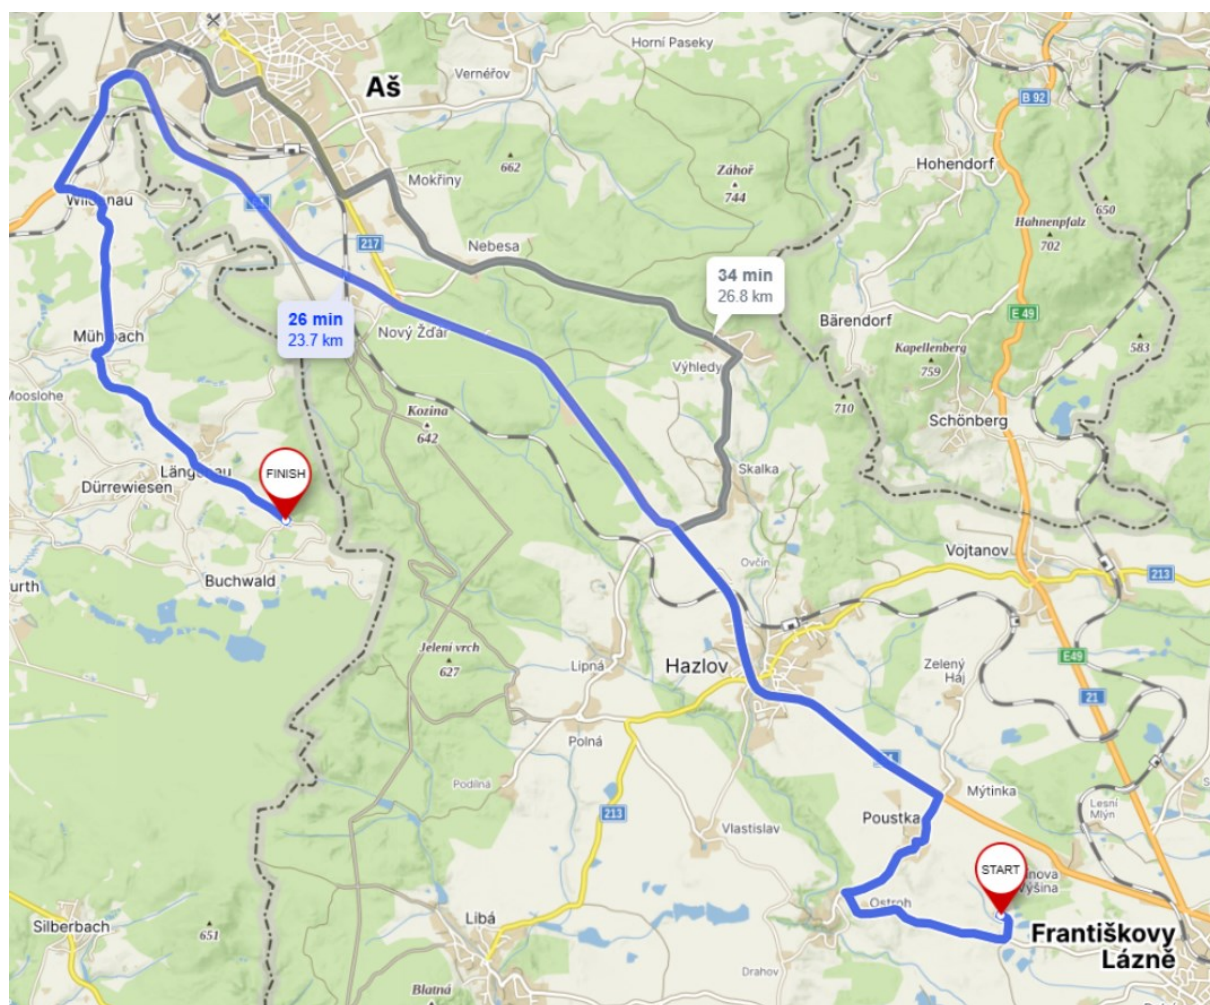 Horní Paseky
Aš
Vernéřov
B 92
662
Záhoř
744
Hohendorf
Mokřiny
650
Hahnenpfalz
702
217
Nebesa
34 min
26.8 km
E 49
26 min
23.7 km
Nový Žďár
Bärendorf
Kapellenberg
759
583
Výhledy
710
Kozina
642
Schönberg
Skalka
FINISH
Dürrewiesen
Vojtanov
Ovčín
213
Buchwald
Jelení vrch
627
Lipná
Hazlov
Zelený
Háj
E49
21
Polná
Podílná
Mýtinka
213
Lesní
Mlýn
Poustka
Vlastislav
START
Ostroh
Silberbach
651
Libá
Františkovy
Lázně
Drahov
Blatná